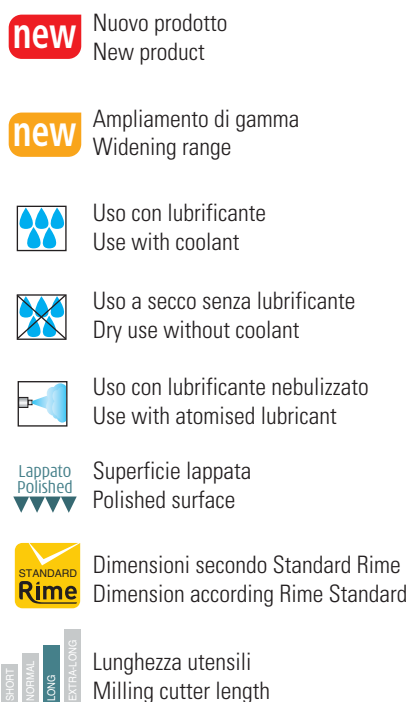 new
Nuovo prodotto
New product
new
Ampliamento di gamma
Widening range
Uso con lubrificante
Use with coolant
Uso a secco senza lubrificante
Dry use without coolant
Uso con lubrificante nebulizzato
Use with atomised lubricant
Lappato
Polished
Superficie lappata
Polished surface
STANDARD
Rime
Dimensioni secondo Standard Rime
Dimension according Rime Standard
SHORT
NORMAL
LONG
EXTRA-LONG
Lunghezza utensili
Milling cutter length